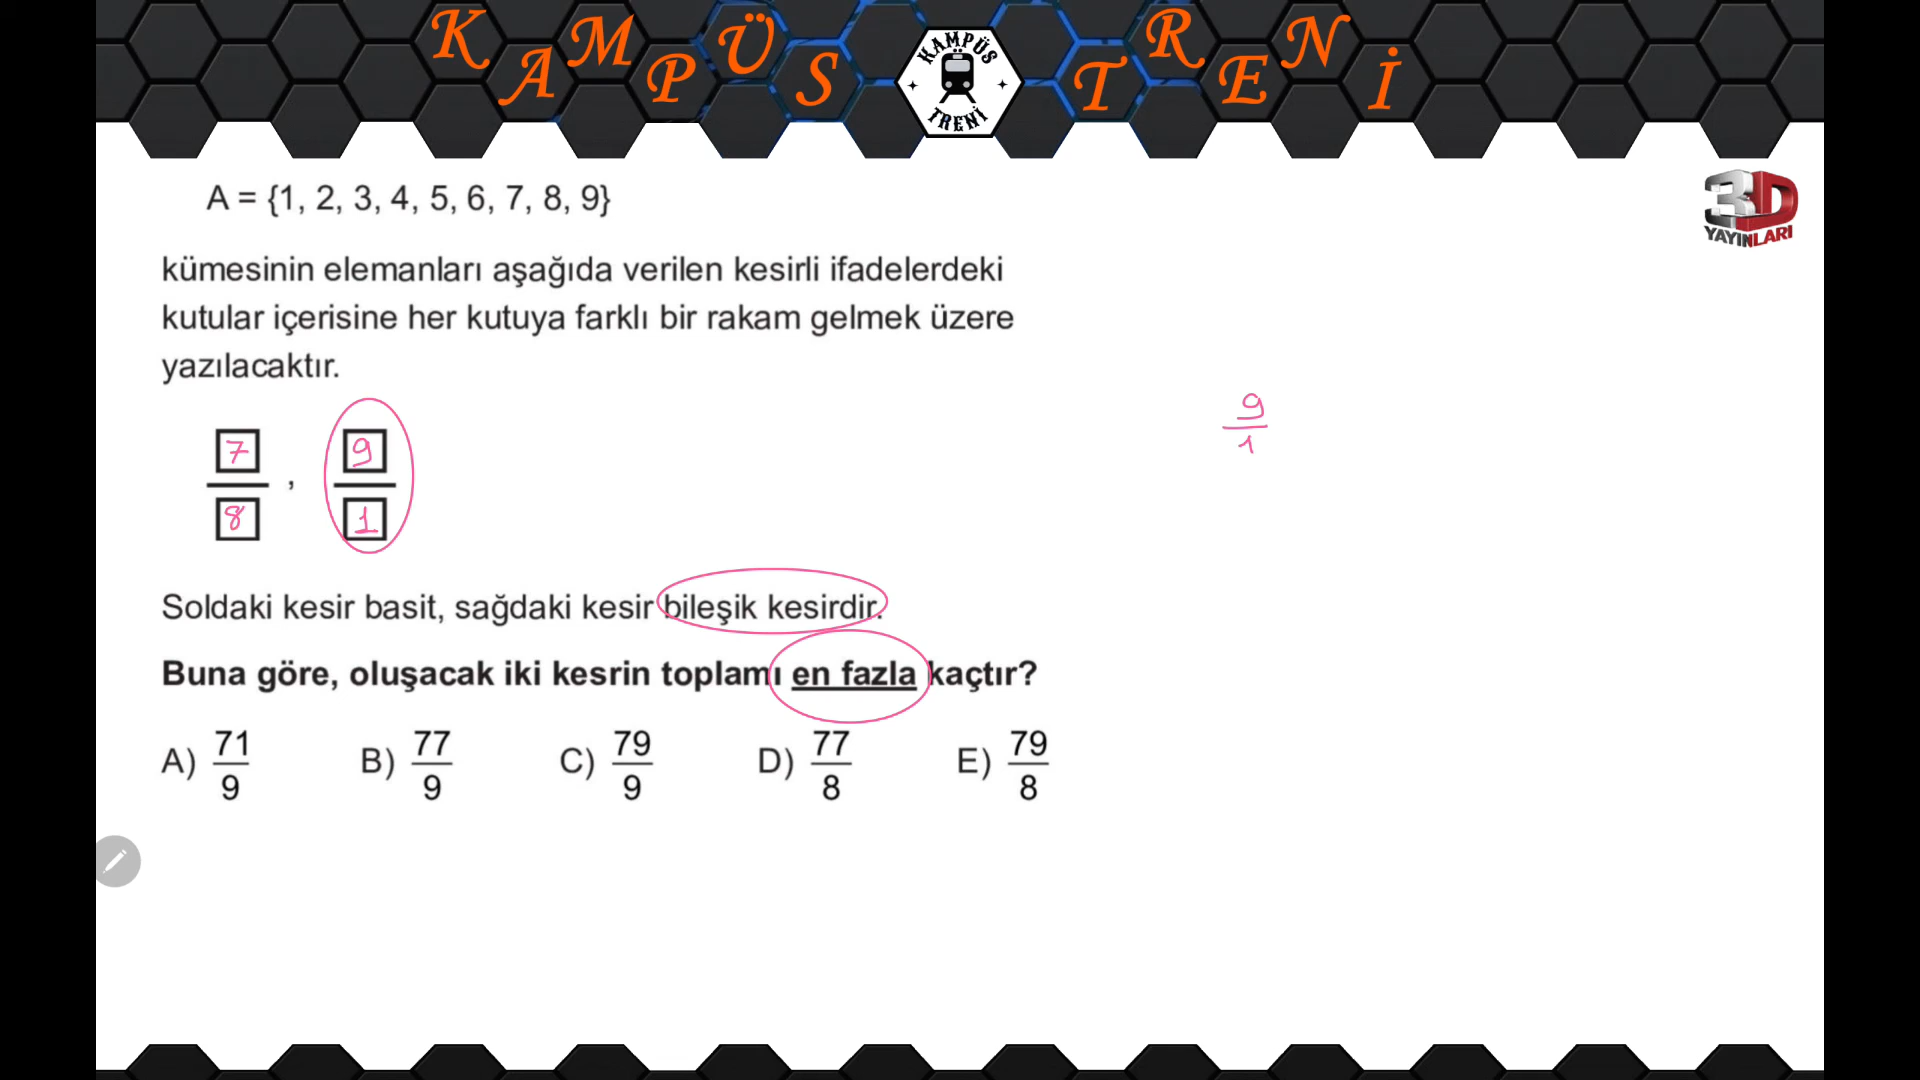 KAMPÜS TRENİ
KAMPÜS
TRENİ
3D
YAYINLARI
A = {1, 2, 3, 4, 5, 6, 7, 8, 9}
kümesinin elemanları aşağıda verilen kesirli ifadelerdeki
kutular içerisine her kutuya farklı bir rakam gelmek üzere
yazılacaktır.
9
1
7 , 9
8 1
Soldaki kesir basit, sağdaki kesir bileşik kesirdir.
Buna göre, oluşacak iki kesrin toplamı en fazla kaçtır?
A) 71/9 B) 77/9 C) 79/9 D) 77/8 E) 79/8